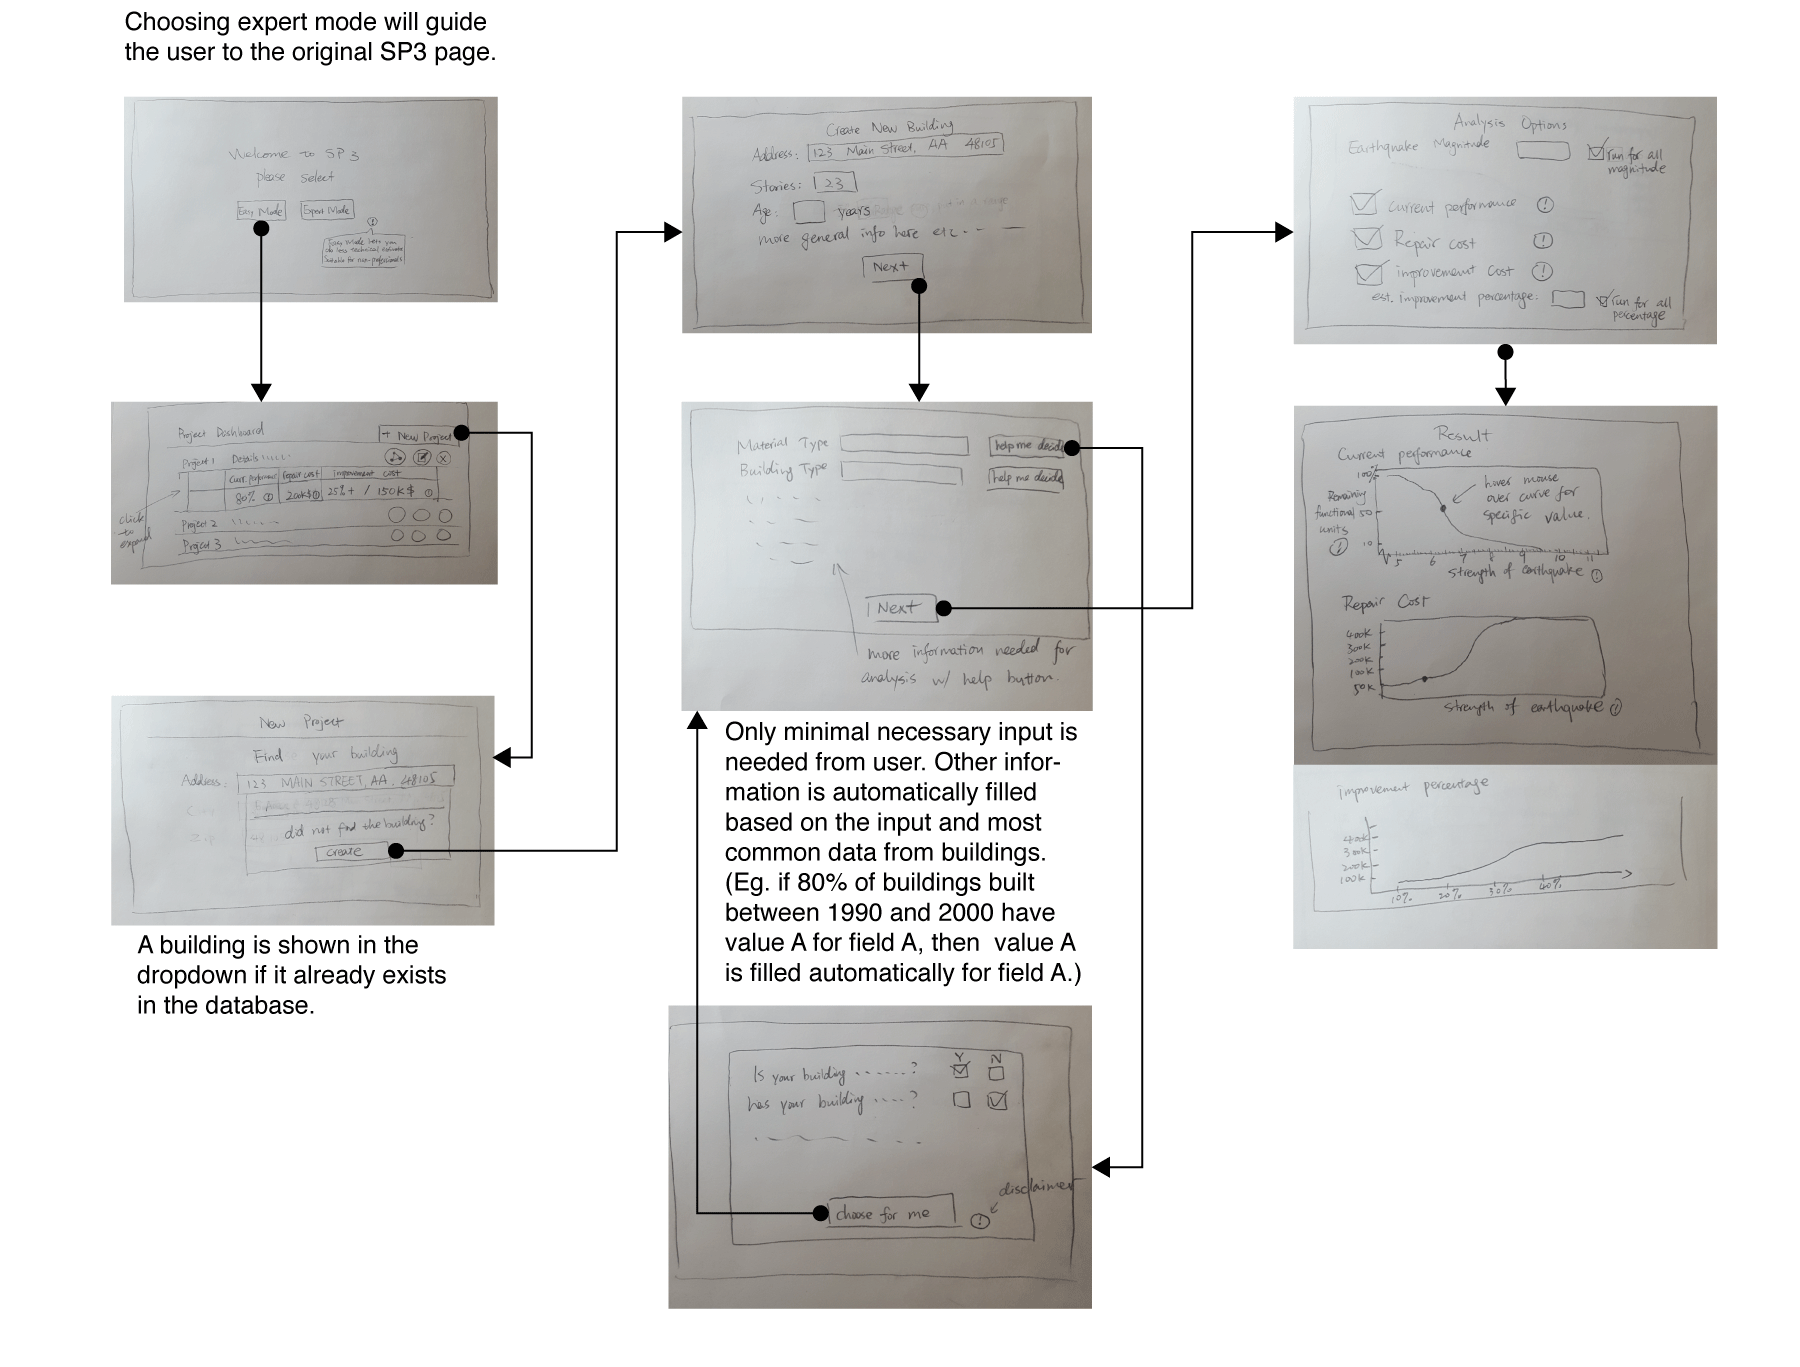 Choosing expert mode will guide
the user to the original SP3 page.
Welcome to SP3
please select
Easy Mode
Expert Mode
Easy Mode lets you
do less technical estimate
Suitable for non-professionals
Project Dashboard
+ New Project
Project 1 Details
Curr. performance
Repair cost
improvement cost
80%
200k$
25%+ / 150k$
click
to
expand
Project 2
Project 3
New Project
Find your building
Address: 123 MAIN STREET, AA. 48105
did not find the building?
create
A building is shown in the
dropdown if it already exists
in the database.
Create New Building
Address: 123 Main Street, AA 48105
Stories: 23
Age: years
more general info here etc. - - —
Next
Material Type
help me decide
Building Type
help me decide
Next
more information needed for
analysis w/ help button.
Only minimal necessary input is
needed from user. Other infor-
mation is automatically filled
based on the input and most
common data from buildings.
(Eg. if 80% of buildings built
between 1990 and 2000 have
value A for field A, then value A
is filled automatically for field A.)
Y N
Is your building ......?
has your building ....?
disclaimer
choose for me
Analysis Options
Earthquake Magnitude
run for all
magnitude
Current performance
Repair cost
improvement cost
est. improvement percentage:
run for all
percentage
Result
Current performance
100%
Remaining
functional
units
50
10
hover mouse
over curve for
specific value.
5 6 7 8 9 10 11
strength of earthquake
Repair Cost
400k
300k
200k
100k
50k
strength of earthquake
improvement percentage
400k
300k
200k
100k
10% 20% 30% 40%